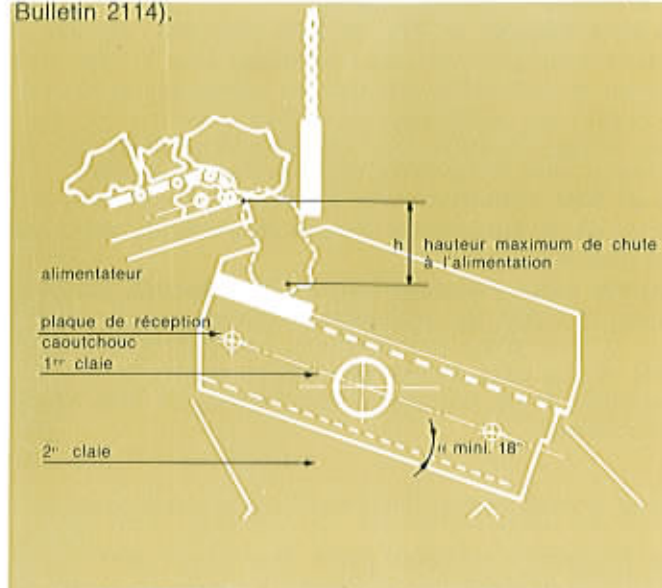 Bulletin 2114).
h hauteur maximum de chute
à l'alimentation
alimentateur
plaque de réception
caoutchouc
1re claie
2e claie
α mini. 18°